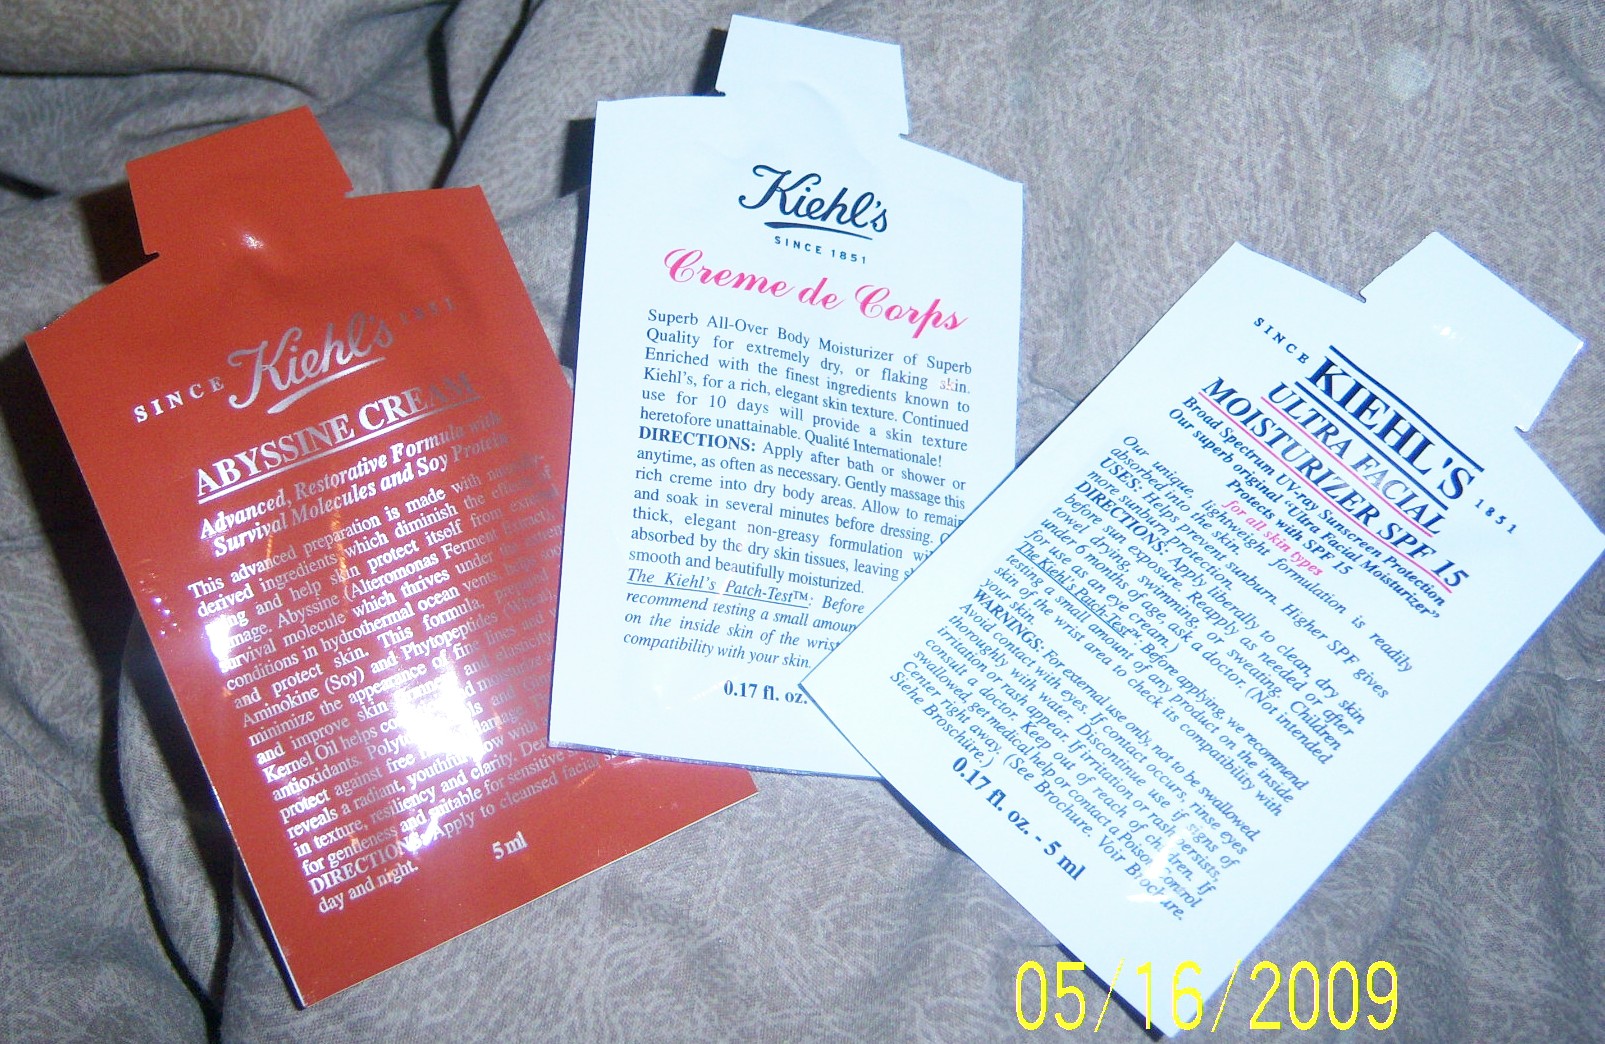 SINCE Kiehl's 1851
ABYSSINE CREAM
Advanced, Restorative Formula with
Survival Molecules and Soy Protein
This advanced preparation is made with naturally-
derived ingredients which diminish the effects of
and help skin protect itself from external
Abyssine (Alteromonas Ferment
survival molecule which thrives under the extreme
conditions in hydrothermal ocean vents, helps
and protect skin. This formula, prepared
Aminokine (Soy) and Phytopeptides (Wheat)
minimize the appearance of fine lines and
and improve skin and elasticity
Kernel Oil helps and moisturize
antioxidants. and
protect against free damage.
reveals a radiant, youthful with
in texture, resiliency and clarity.
for gentleness and suitable for sensitive
DIRECTIONS: Apply to cleansed facial
day and night.
5 ml
Kiehl's
SINCE 1851
Creme de Corps
Superb All-Over Body Moisturizer of Superb
Quality for extremely dry, or flaking skin.
Enriched with the finest ingredients known to
Kiehl's, for a rich, elegant skin texture. Continued
use for 10 days will provide a skin texture
heretofore unattainable. Qualité Internationale!
DIRECTIONS: Apply after bath or shower or
anytime, as often as necessary. Gently massage this
rich creme into dry body areas. Allow to remain
and soak in several minutes before dressing.
thick, elegant non-greasy formulation
absorbed by the dry skin tissues, leaving
smooth and beautifully moisturized.
The Kiehl's Patch-Test™: Before
recommend testing a small amoun
on the inside skin of the wrist
compatibility with your skin.
0.17 fl. oz.
SINCE KIEHL'S 1851
ULTRA FACIAL
MOISTURIZER SPF 15
Broad Spectrum UV-ray Sunscreen Protection
Our superb original "Ultra Facial Moisturizer"
Protects with SPF 15
for all skin types
Our unique, lightweight formulation is readily
absorbed into the skin.
USES: Helps prevent sunburn. Higher SPF gives
more sunburn protection.
DIRECTIONS: Apply liberally to clean, dry skin
before sun exposure. Reapply as needed or after
towel drying, swimming, or sweating. Children
under 6 months of age, ask a doctor. (Not intended
for use as an eye cream.)
The Kiehl's Patch-Test™: Before applying, we recommend
testing a small amount of any product on the inside
skin of the wrist area to check its compatibility with
your skin.
WARNINGS: For external use only, not to be swallowed.
Avoid contact with eyes. If contact occurs, rinse eyes
thoroughly with water. Discontinue use if signs of
irritation or rash appear. If irritation or rash persists,
consult a doctor. Keep out of reach of children. If
swallowed, get medical help or contact a Poison Control
Center right away. (See Brochure. Voir Brochure.
Siehe Broschüre.)
0.17 fl. oz. - 5 ml
05/16/2009